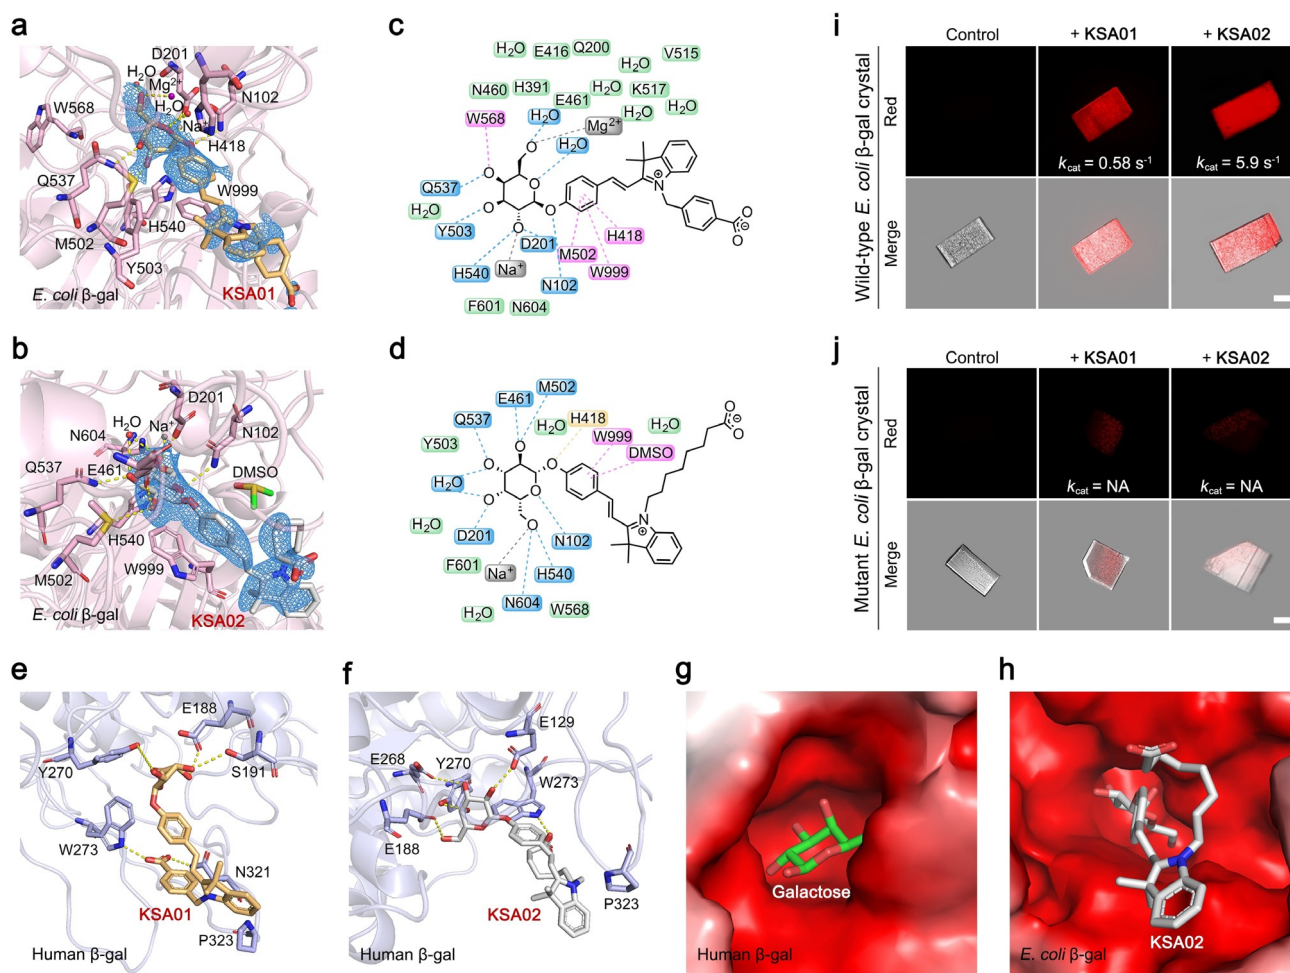 a
D201
H₂O
Mg²⁺
N102
H₂O
W568
Na⁺
H418
Q537
W999
H540
M502
Y503
E. coli β-gal
KSA01
b
D201
H₂O
Na⁺
N604
N102
Q537
E461
DMSO
H540
M502
W999
E. coli β-gal
KSA02
c
H₂O
E416
Q200
V515
H₂O
N460
H391
E461
H₂O
K517
H₂O
H₂O
H₂O
W568
Mg²⁺
H₂O
Q537
H₂O
Y503
D201
H418
M502
H540
Na⁺
W999
N102
F601
N604
d
M502
E461
Q537
H418
H₂O
H₂O
Y503
W999
DMSO
H₂O
H₂O
D201
N102
F601
Na⁺
H540
N604
W568
H₂O
i
Control
+ KSA01
+ KSA02
Wild-type E. coli β-gal crystal
Red
kcat = 0.58 s⁻¹
kcat = 5.9 s⁻¹
Merge
j
Control
+ KSA01
+ KSA02
Mutant E. coli β-gal crystal
Red
kcat = NA
kcat = NA
Merge
e
E188
Y270
S191
W273
N321
KSA01
P323
Human β-gal
f
E129
E268
Y270
W273
E188
P323
KSA02
Human β-gal
g
Galactose
Human β-gal
h
KSA02
E. coli β-gal